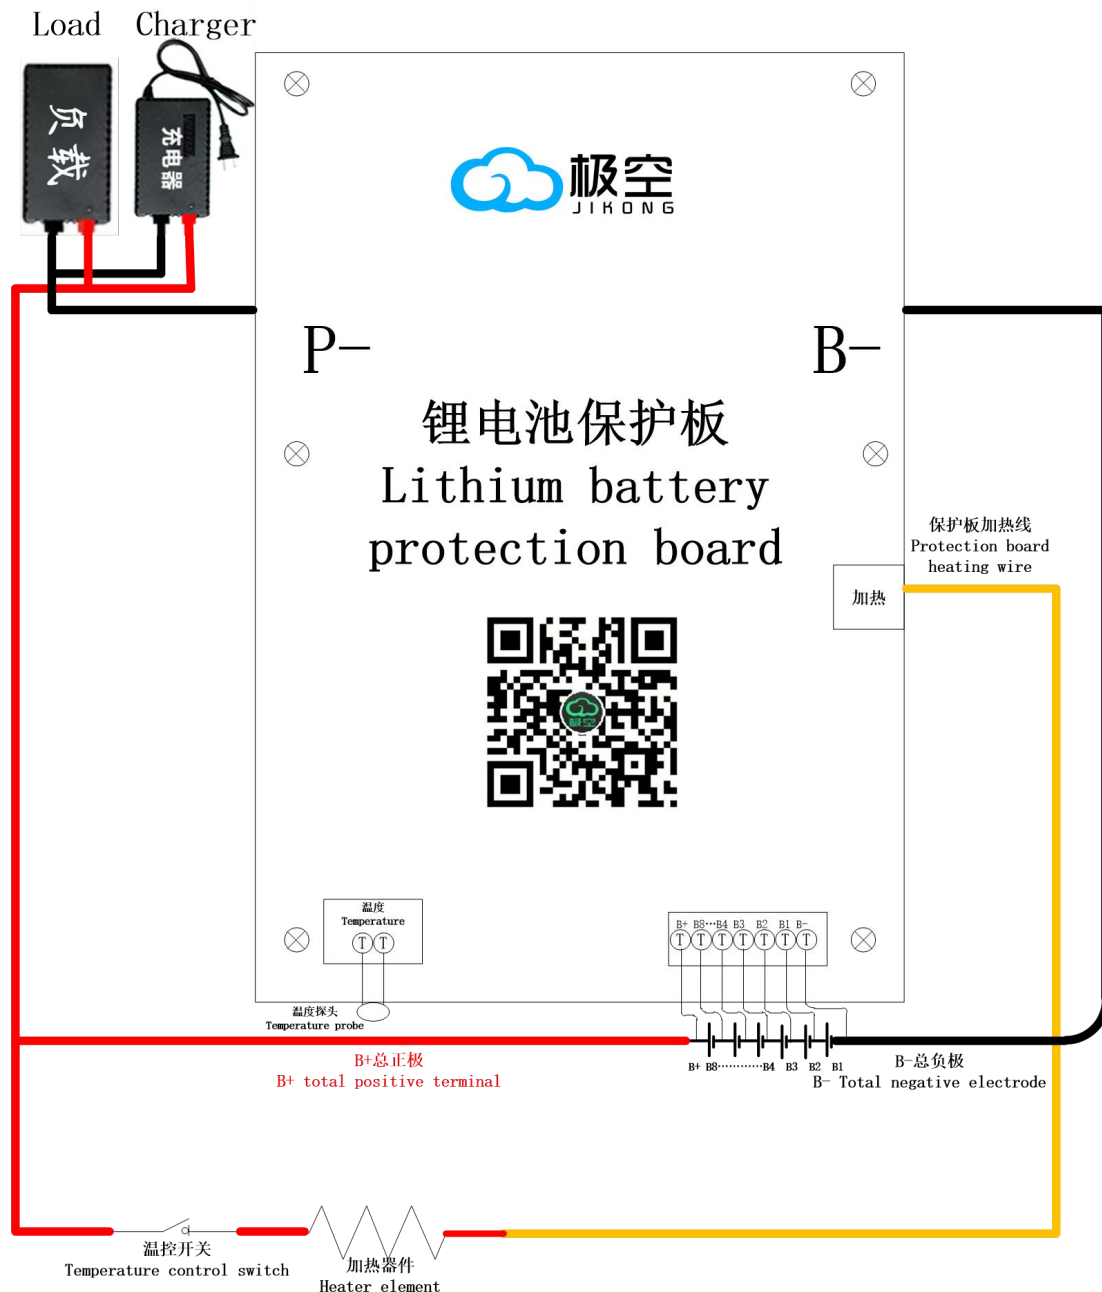 Load
Charger
负载
充电器
极空
JIKONG
P-
B-
锂电池保护板
Lithium battery
protection board
保护板加热线
Protection board
heating wire
加热
极空
温度
Temperature
T T
B+ B8…B4 B3 B2 B1 B-
T T T T T T T
温度探头
Temperature probe
B+总正极
B+ total positive terminal
B+ B8…………B4 B3 B2 B1
B-总负极
B- Total negative electrode
温控开关
Temperature control switch
加热器件
Heater element